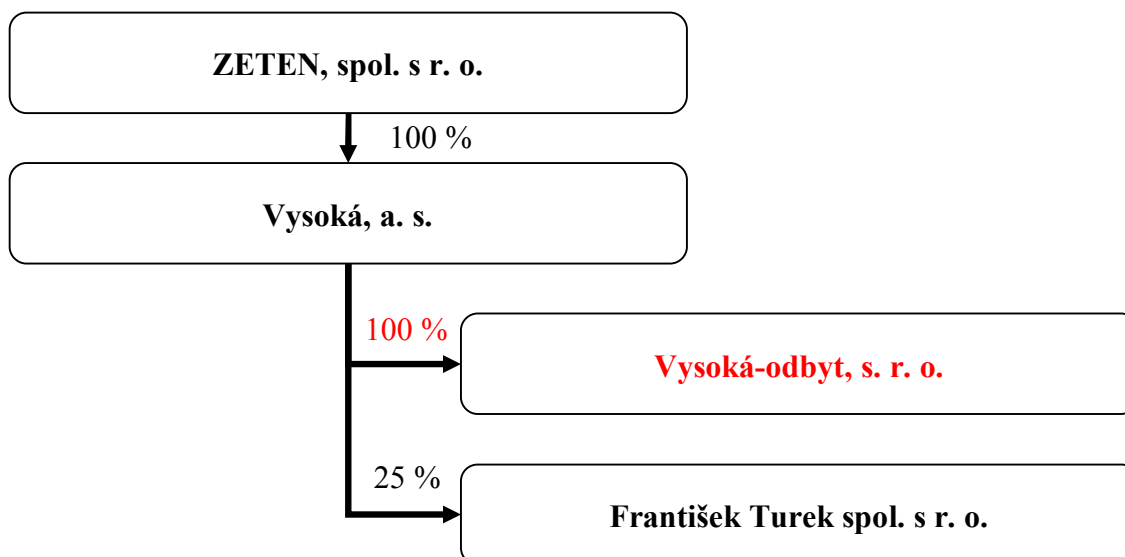 ZETEN, spol. s r. o.
100 %
Vysoká, a. s.
100 %
Vysoká-odbyt, s. r. o.
25 %
František Turek spol. s r. o.